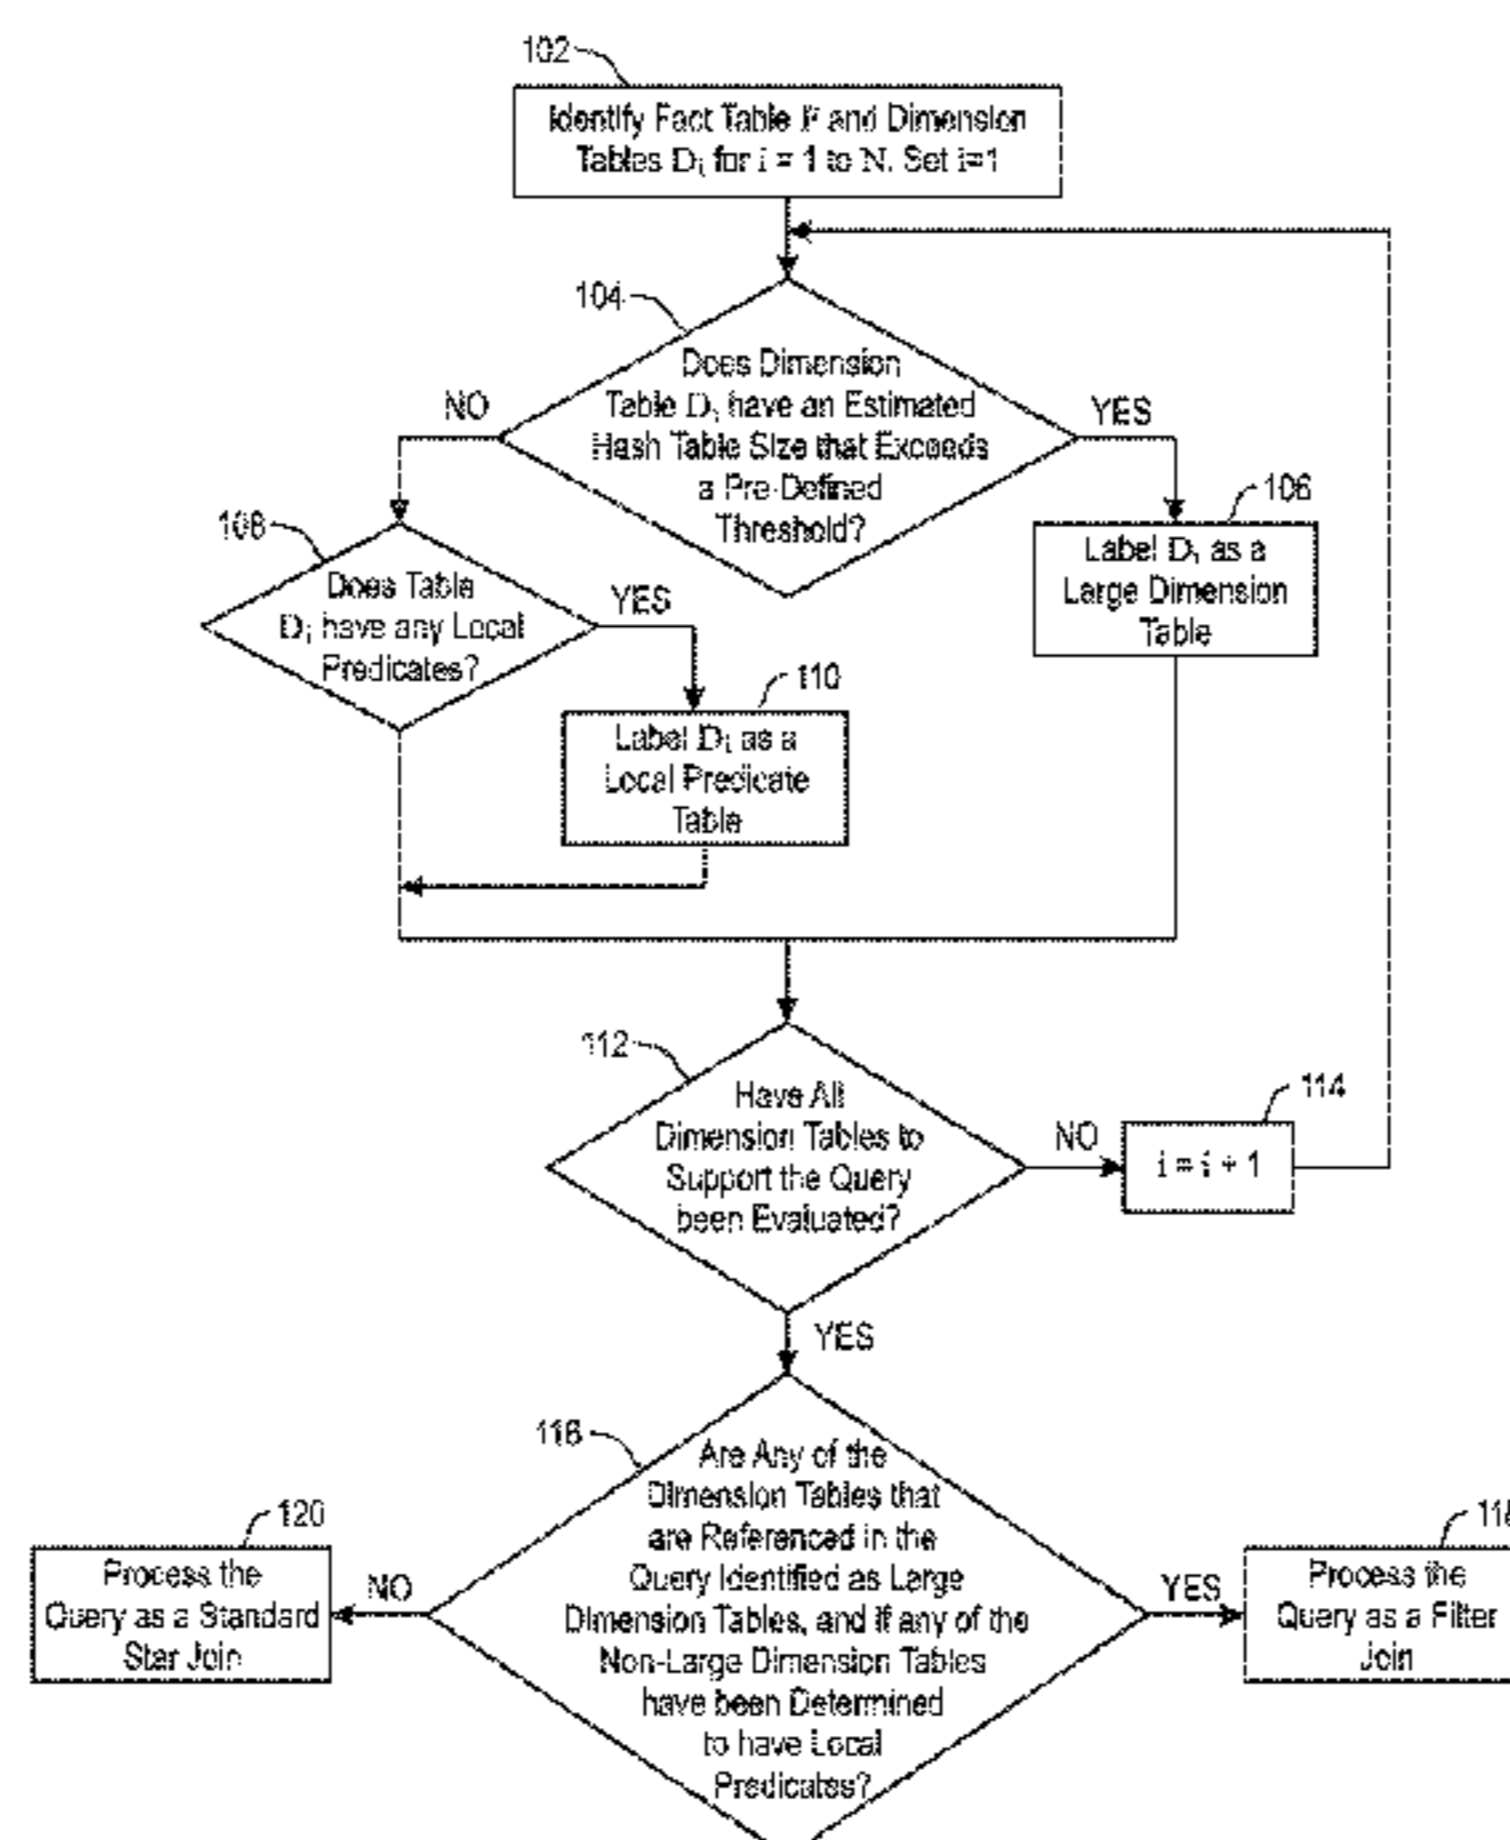 102
Identify Fact Table F and Dimension
Tables Di for i = 1 to N. Set i=1
104
Does Dimension
Table Di have an Estimated
Hash Table Size that Exceeds
a Pre-Defined
Threshold?
NO
YES
106
Label Di as a
Large Dimension
Table
108
Does Table
Di have any Local
Predicates?
YES
110
Label Di as a
Local Predicate
Table
112
Have All
Dimension Tables to
Support the Query
been Evaluated?
NO
114
i = i + 1
YES
116
Are Any of the
Dimension Tables that
are Referenced in the
Query Identified as Large
Dimension Tables, and if any of the
Non-Large Dimension Tables
have been Determined
to have Local
Predicates?
NO
120
Process the
Query as a Standard
Star Join
YES
Process the
Query as a Filter
Join